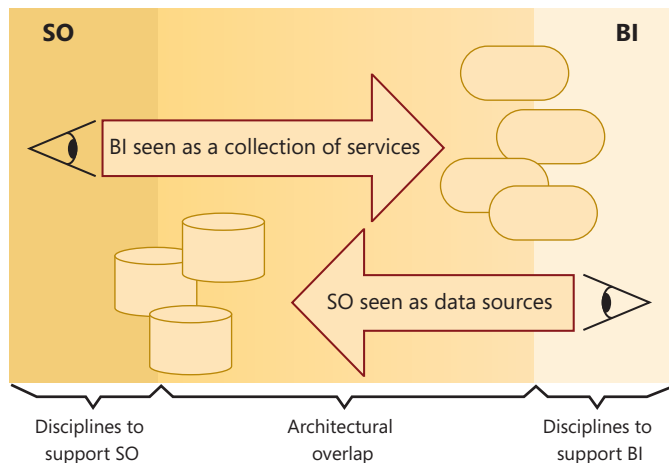 SO
BI
BI seen as a collection of services
SO seen as data sources
Disciplines to
support SO
Architectural
overlap
Disciplines to
support BI